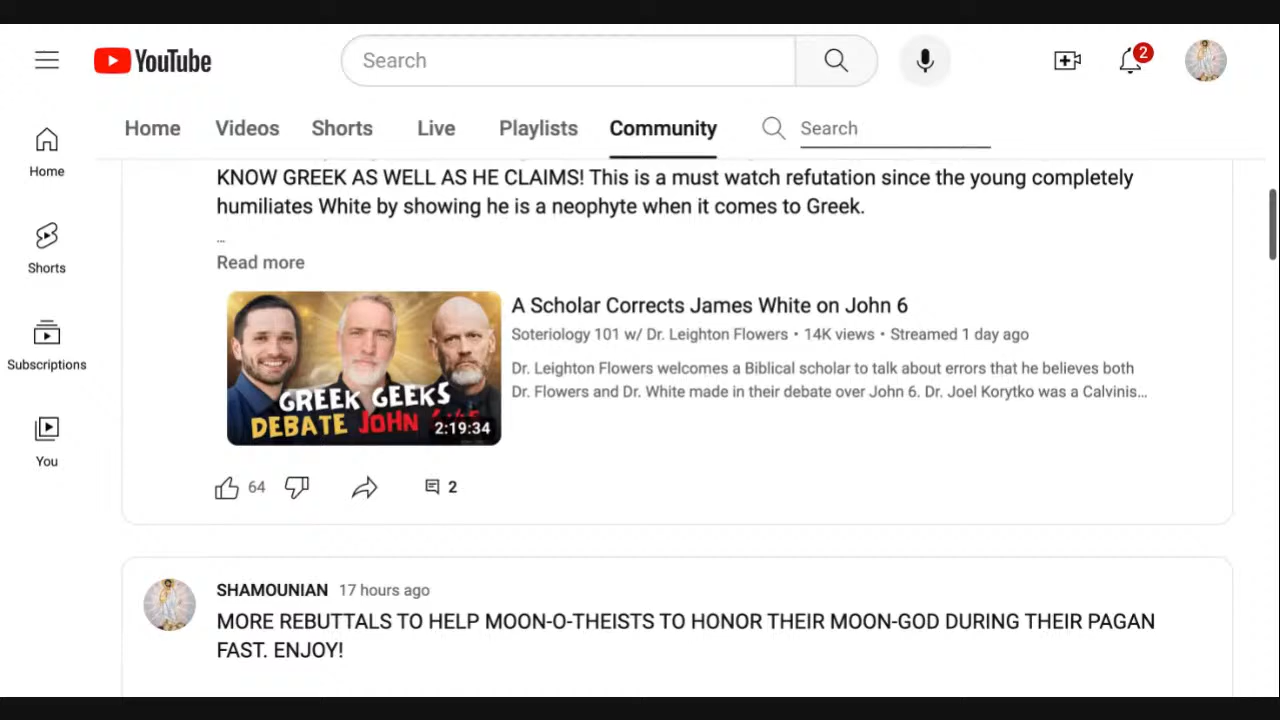 YouTube
Search
2
Home
Videos
Shorts
Live
Playlists
Community
Search
Home
Shorts
Subscriptions
You
KNOW GREEK AS WELL AS HE CLAIMS! This is a must watch refutation since the young completely
humiliates White by showing he is a neophyte when it comes to Greek.
...
Read more
GREEK GEEKS
DEBATE JOHN
2:19:34
A Scholar Corrects James White on John 6
Soteriology 101 w/ Dr. Leighton Flowers • 14K views • Streamed 1 day ago
Dr. Leighton Flowers welcomes a Biblical scholar to talk about errors that he believes both
Dr. Flowers and Dr. White made in their debate over John 6. Dr. Joel Korytko was a Calvinis...
64
2
SHAMOUNIAN 17 hours ago
MORE REBUTTALS TO HELP MOON-O-THEISTS TO HONOR THEIR MOON-GOD DURING THEIR PAGAN
FAST. ENJOY!